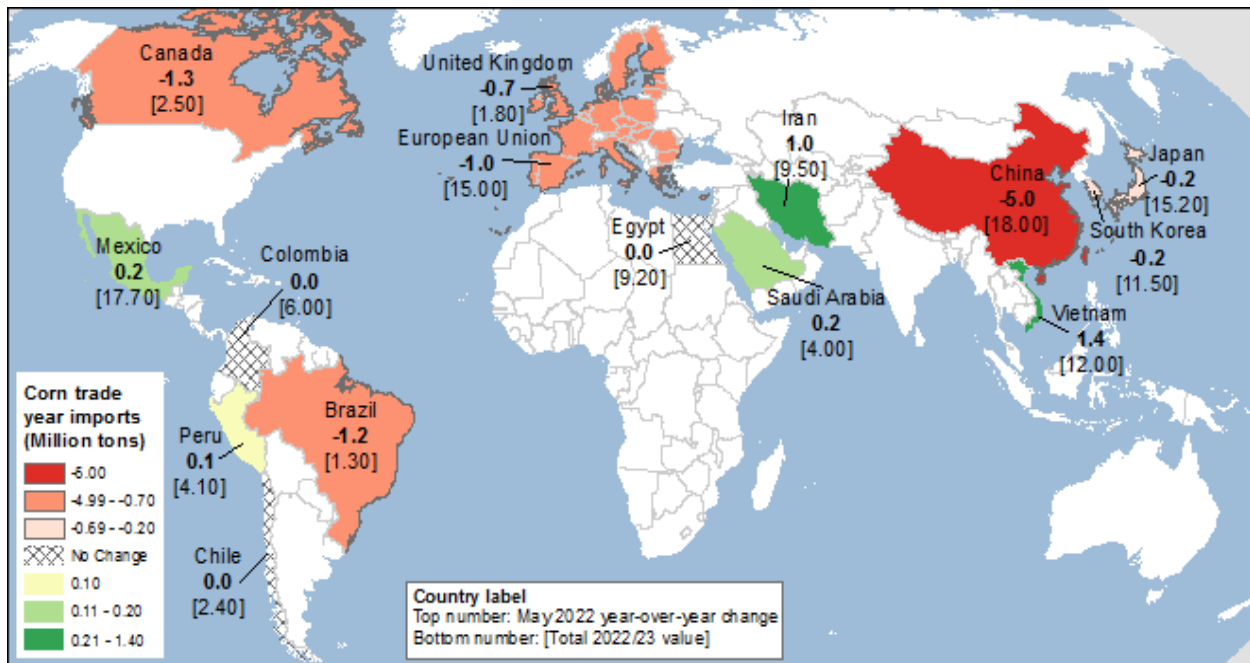 Canada
-1.3
[2.50]
United Kingdom
-0.7
[1.80]
European Union
-1.0
[15.00]
Iran
1.0
[9.50]
China
-5.0
[18.00]
Japan
-0.2
[15.20]
South Korea
-0.2
[11.50]
Mexico
0.2
[17.70]
Colombia
0.0
[6.00]
Egypt
0.0
[9.20]
Saudi Arabia
0.2
[4.00]
Vietnam
1.4
[12.00]
Brazil
-1.2
[1.30]
Peru
0.1
[4.10]
Chile
0.0
[2.40]
Corn trade
year imports
(Million tons)
-5.00
-4.99 - -0.70
-0.69 - -0.20
No Change
0.10
0.11 - 0.20
0.21 - 1.40
Country label
Top number: May 2022 year-over-year change
Bottom number: [Total 2022/23 value]